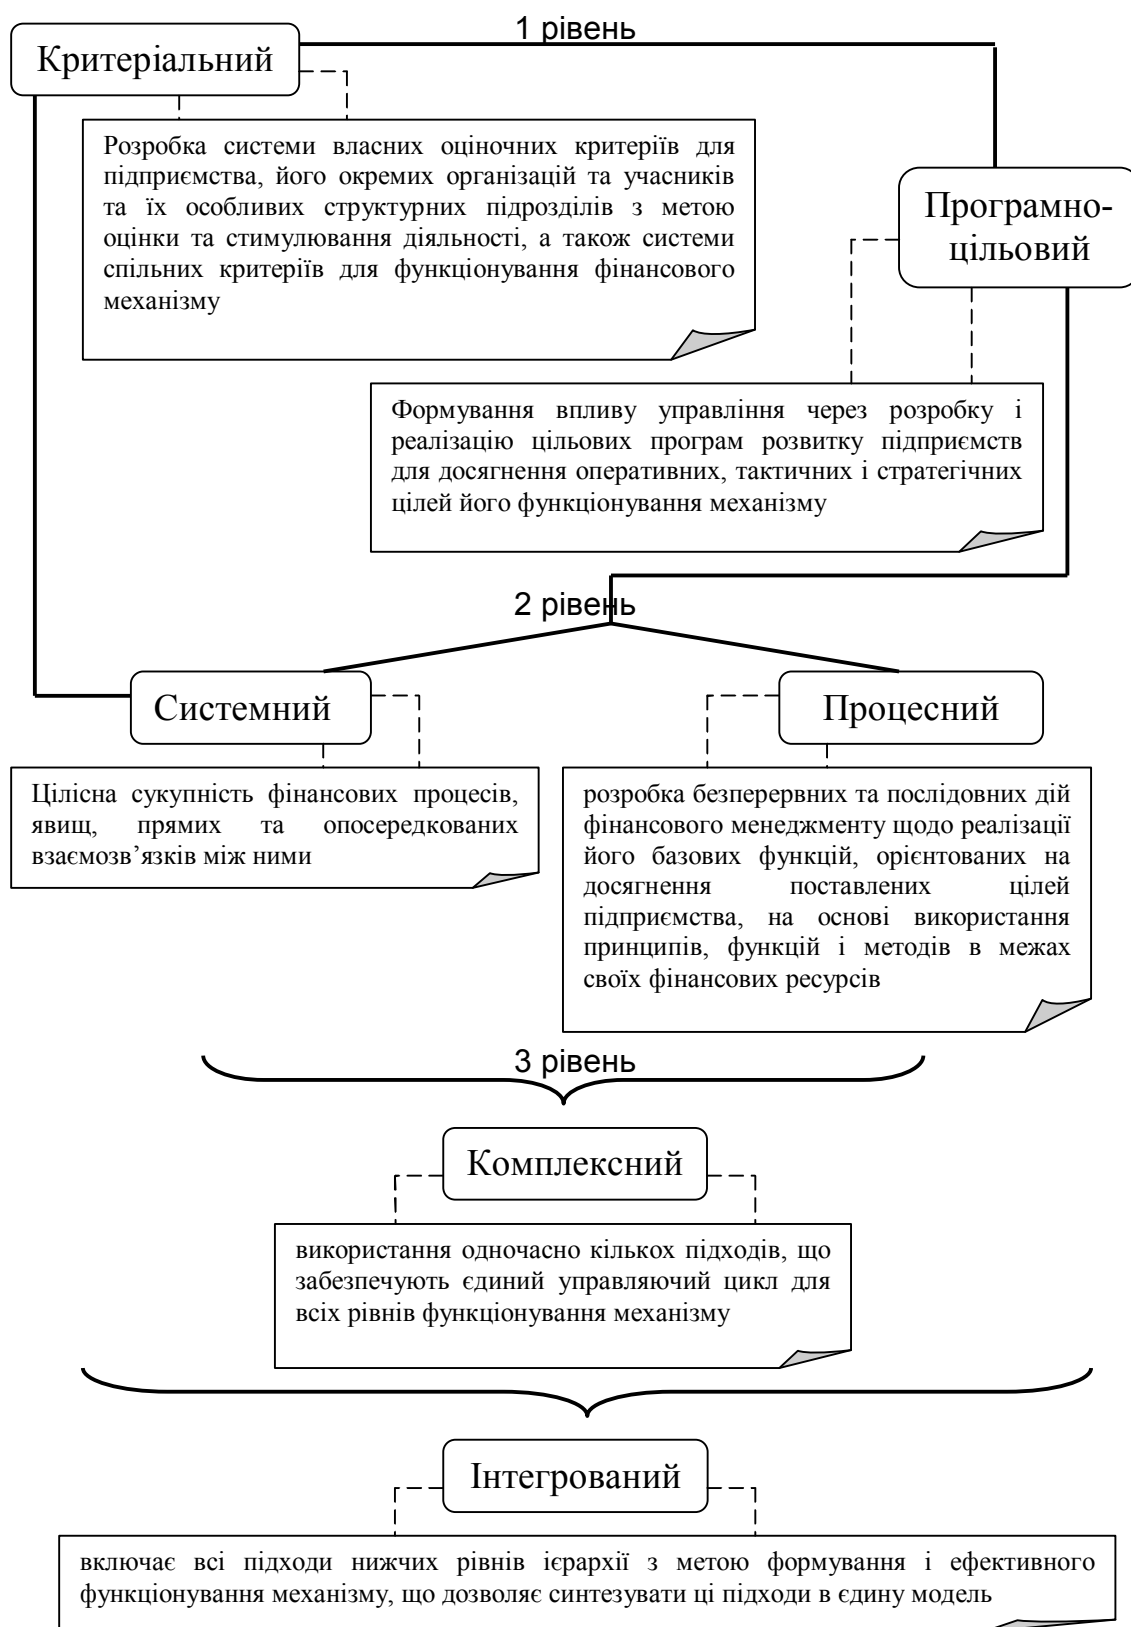 1 рівень
Критеріальний
Розробка системи власних оціночних критеріїв для
підприємства, його окремих організацій та учасників
та їх особливих структурних підрозділів з метою
оцінки та стимулювання діяльності, а також системи
спільних критеріїв для функціонування фінансового
механізму
Програмно-
цільовий
Формування впливу управління через розробку і
реалізацію цільових програм розвитку підприємств
для досягнення оперативних, тактичних і стратегічних
цілей його функціонування механізму
2 рівень
Системний
Процесний
Цілісна сукупність фінансових процесів,
явищ, прямих та опосередкованих
взаємозв’язків між ними
розробка безперервних та послідовних дій
фінансового менеджменту щодо реалізації
його базових функцій, орієнтованих на
досягнення поставлених цілей
підприємства, на основі використання
принципів, функцій і методів в межах
своїх фінансових ресурсів
3 рівень
Комплексний
використання одночасно кількох підходів, що
забезпечують єдиний управляючий цикл для
всіх рівнів функціонування механізму
Інтегрований
включає всі підходи нижчих рівнів ієрархії з метою формування і ефективного
функціонування механізму, що дозволяє синтезувати ці підходи в єдину модель